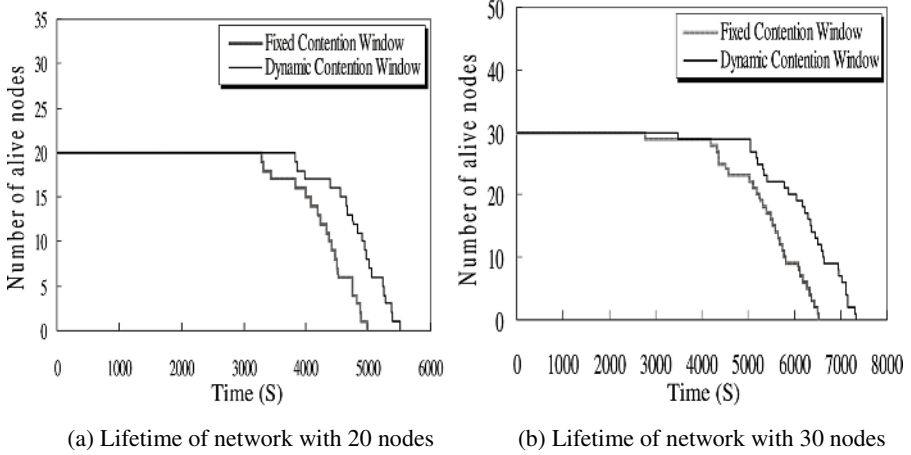 Number of alive nodes
35
30
25
20
15
10
5
0
Fixed Contention Window
Dynamic Contention Window
0 1000 2000 3000 4000 5000 6000
Time (S)
(a) Lifetime of network with 20 nodes
Number of alive nodes
50
40
30
20
10
0
Fixed Contention Window
Dynamic Contention Window
0 1000 2000 3000 4000 5000 6000 7000 8000
Time (S)
(b) Lifetime of network with 30 nodes